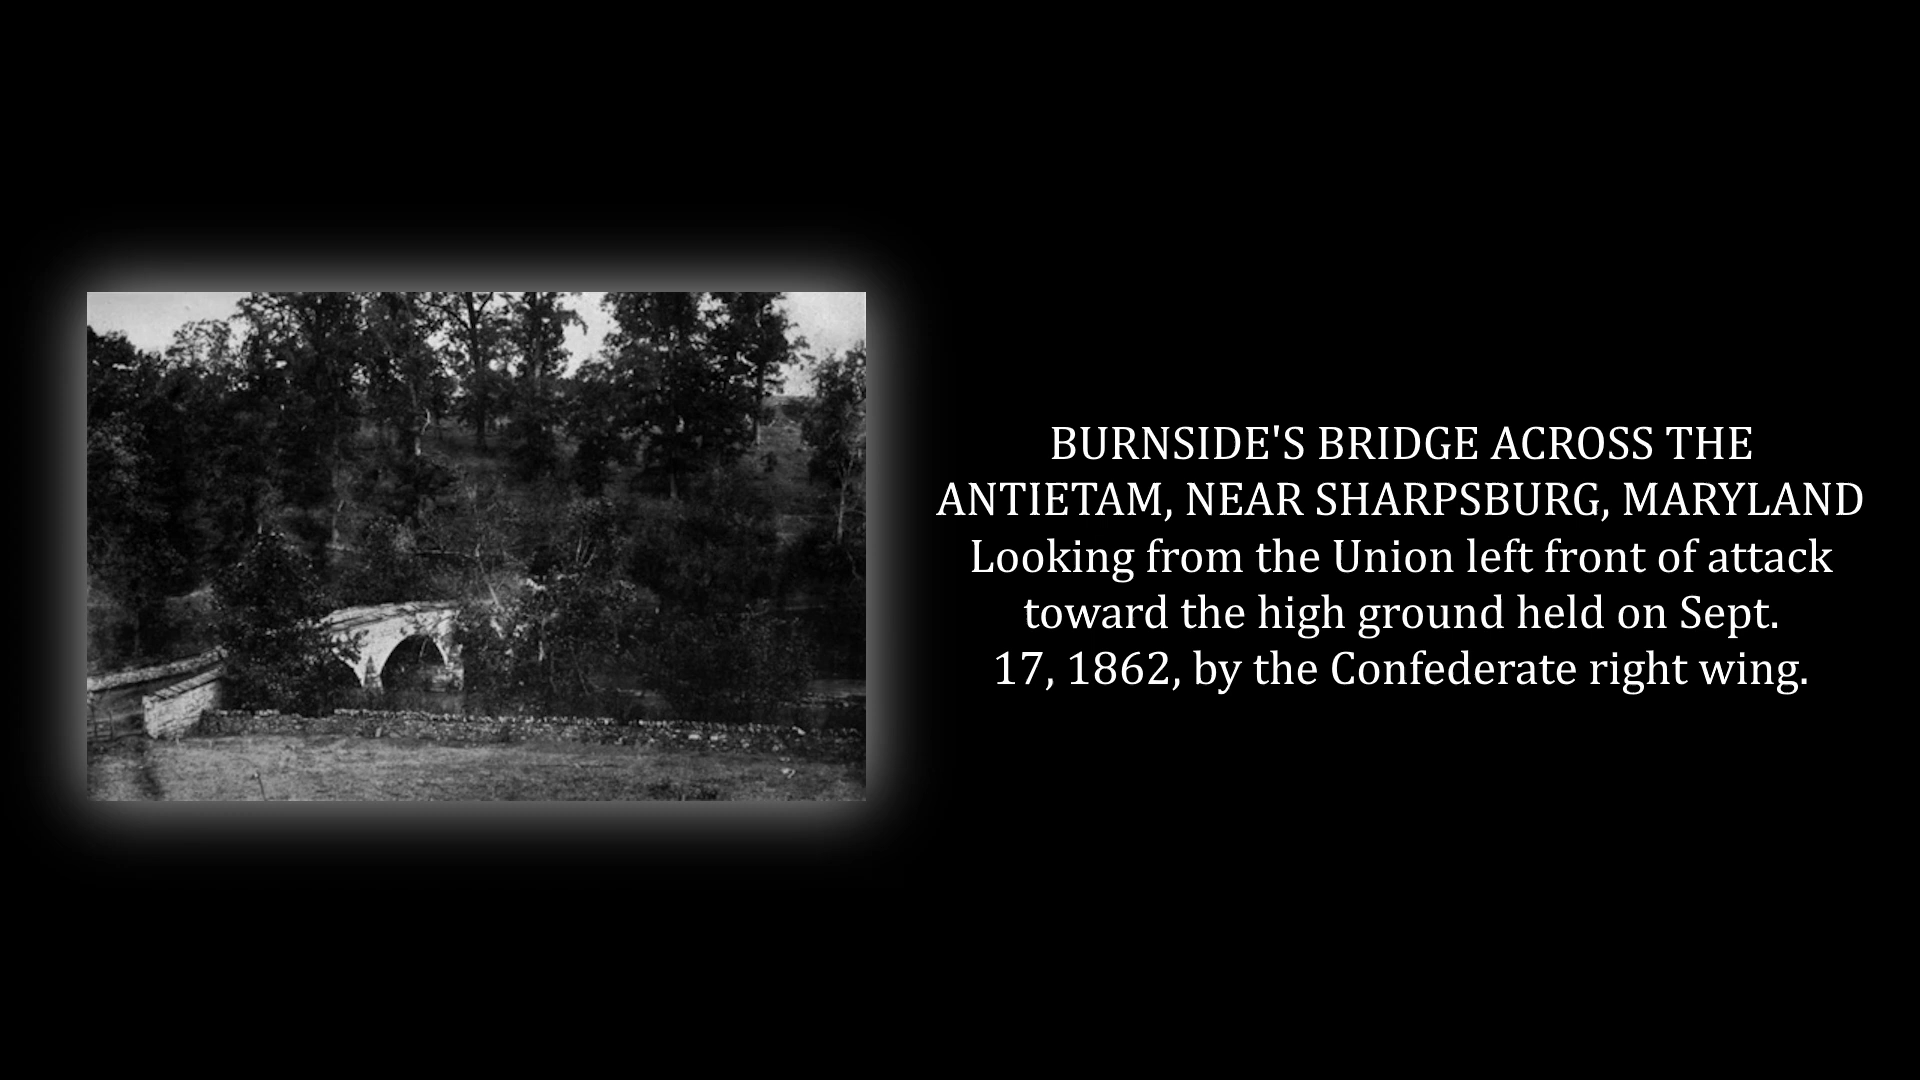 BURNSIDE'S BRIDGE ACROSS THE
ANTIETAM, NEAR SHARPSBURG, MARYLAND
Looking from the Union left front of attack
toward the high ground held on Sept.
17, 1862, by the Confederate right wing.